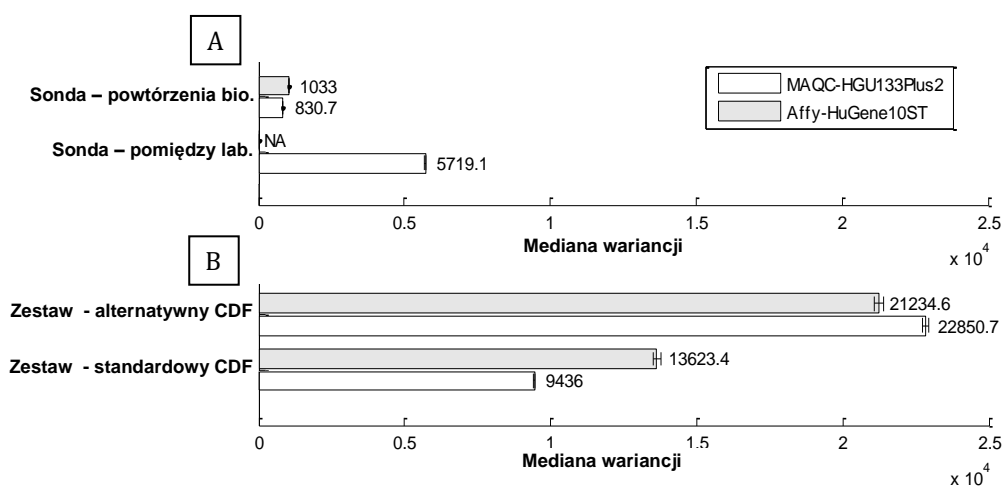 A
Sonda – powtórzenia bio.
1033
830.7
Sonda – pomiędzy lab.
NA
5719.1
MAQC-HGU133Plus2
Affy-HuGene10ST
0 0.5 1 1.5 2 2.5
Mediana wariancji
x 10^4
B
Zestaw - alternatywny CDF
21234.6
22850.7
Zestaw - standardowy CDF
13623.4
9436
0 0.5 1 1.5 2 2.5
Mediana wariancji
x 10^4